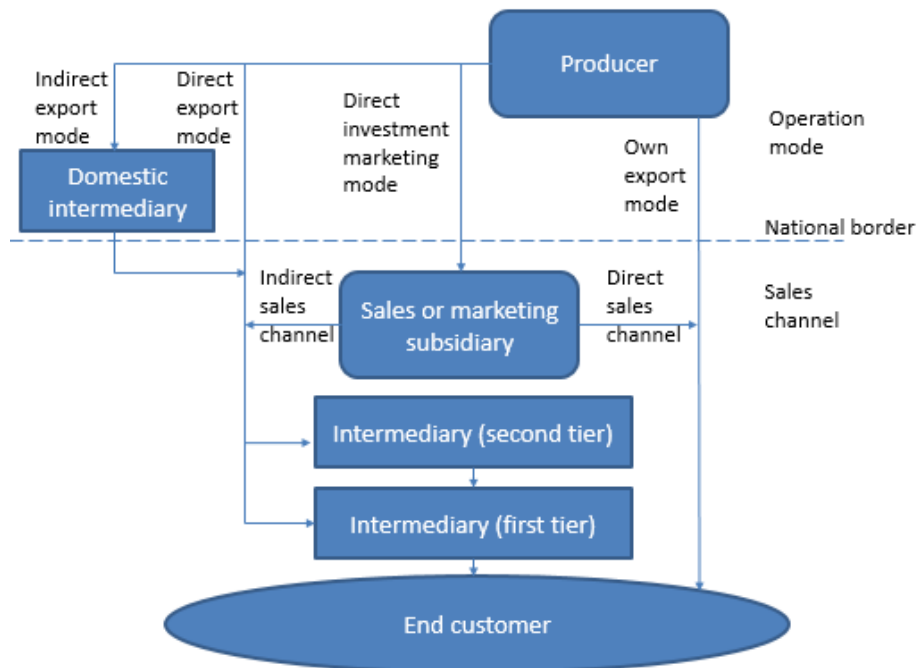 Producer
Indirect
export
mode
Direct
export
mode
Direct
investment
marketing
mode
Own
export
mode
Operation
mode
Domestic
intermediary
National border
Indirect
sales
channel
Sales or marketing
subsidiary
Direct
sales
channel
Sales
channel
Intermediary (second tier)
Intermediary (first tier)
End customer